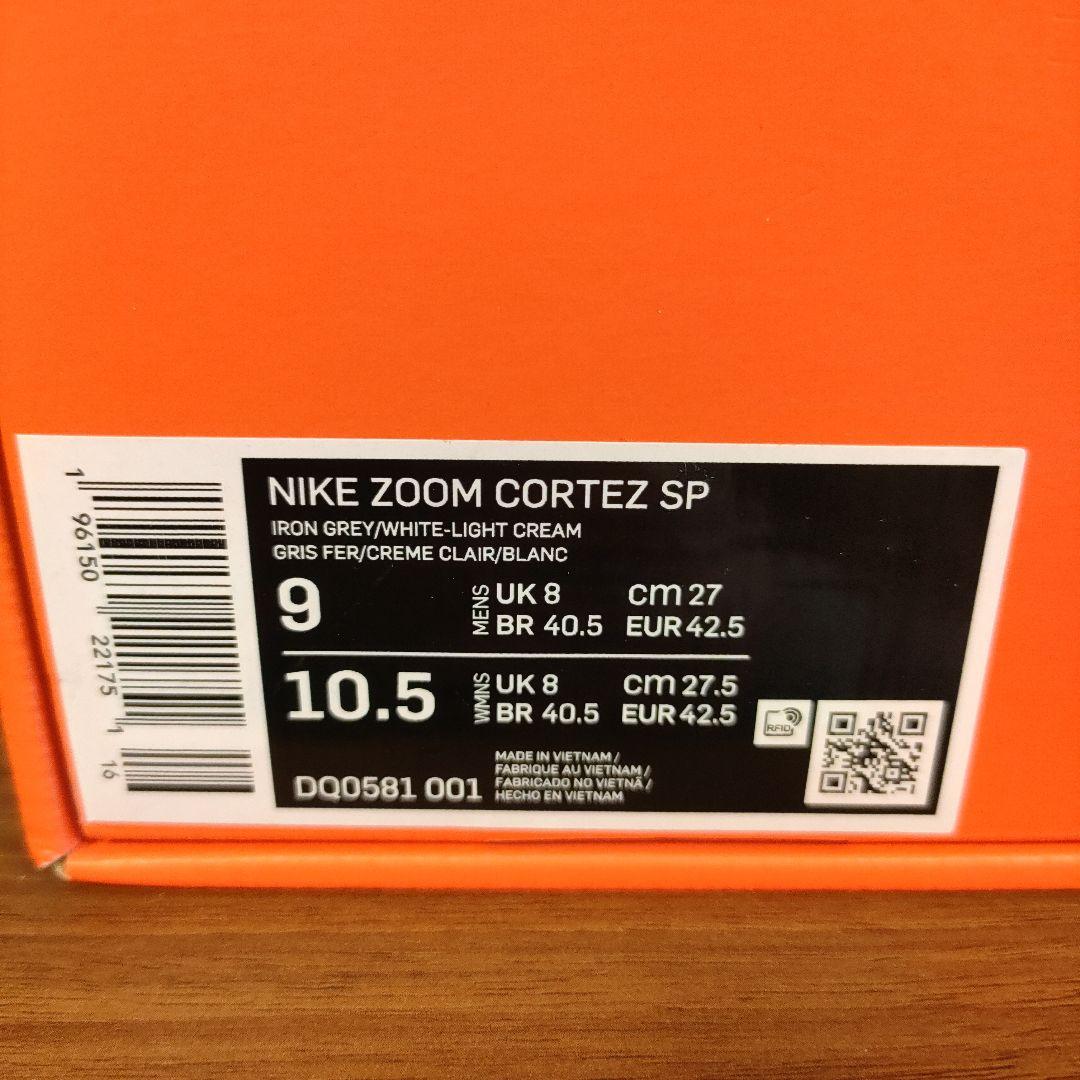 NIKE ZOOM CORTEZ SP
IRON GREY/WHITE-LIGHT CREAM
GRIS FER/CREME CLAIR/BLANC
9
MENS
UK 8 cm 27
BR 40.5 EUR 42.5
10.5
WMNS
UK 8 cm 27.5
BR 40.5 EUR 42.5
DQ0581 001
MADE IN VIETNAM /
FABRIQUE AU VIETNAM /
FABRICADO NO VIETNÃ /
HECHO EN VIETNAM
RFID
1 96150 22175 1 16